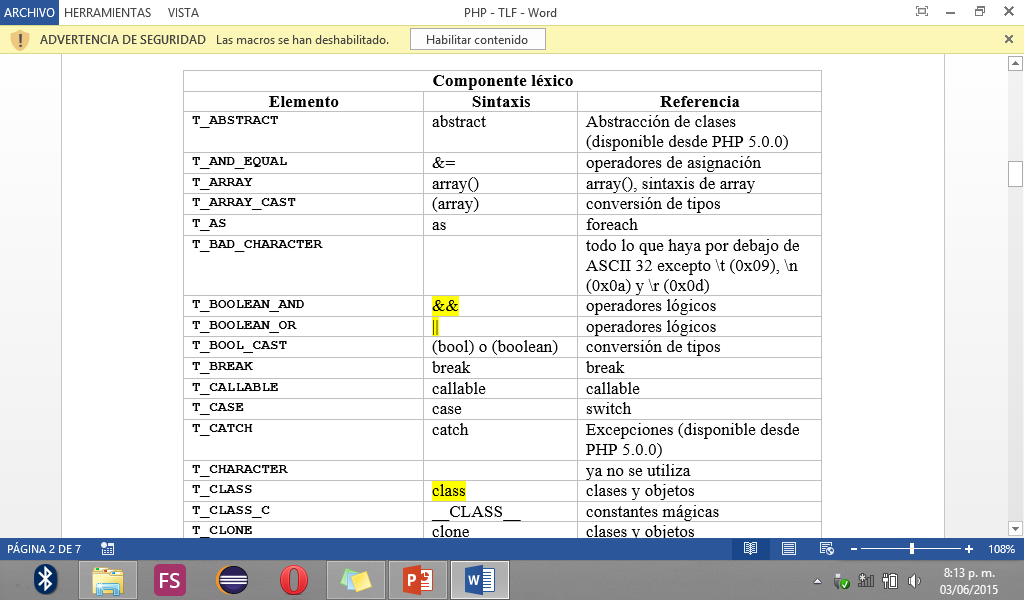 ARCHIVO HERRAMIENTAS VISTA PHP - TLF - Word
ADVERTENCIA DE SEGURIDAD Las macros se han deshabilitado. Habilitar contenido
Componente léxico
Elemento Sintaxis Referencia
T_ABSTRACT abstract Abstracción de clases
(disponible desde PHP 5.0.0)
T_AND_EQUAL &= operadores de asignación
T_ARRAY array() array(), sintaxis de array
T_ARRAY_CAST (array) conversión de tipos
T_AS as foreach
T_BAD_CHARACTER todo lo que haya por debajo de
ASCII 32 excepto \t (0x09), \n
(0x0a) y \r (0x0d)
T_BOOLEAN_AND && operadores lógicos
T_BOOLEAN_OR || operadores lógicos
T_BOOL_CAST (bool) o (boolean) conversión de tipos
T_BREAK break break
T_CALLABLE callable callable
T_CASE case switch
T_CATCH catch Excepciones (disponible desde
PHP 5.0.0)
T_CHARACTER ya no se utiliza
T_CLASS class clases y objetos
T_CLASS_C __CLASS__ constantes mágicas
T_CLONE clone clases y objetos
PÁGINA 2 DE 7 108%
FS
8:13 p. m.
03/06/2015